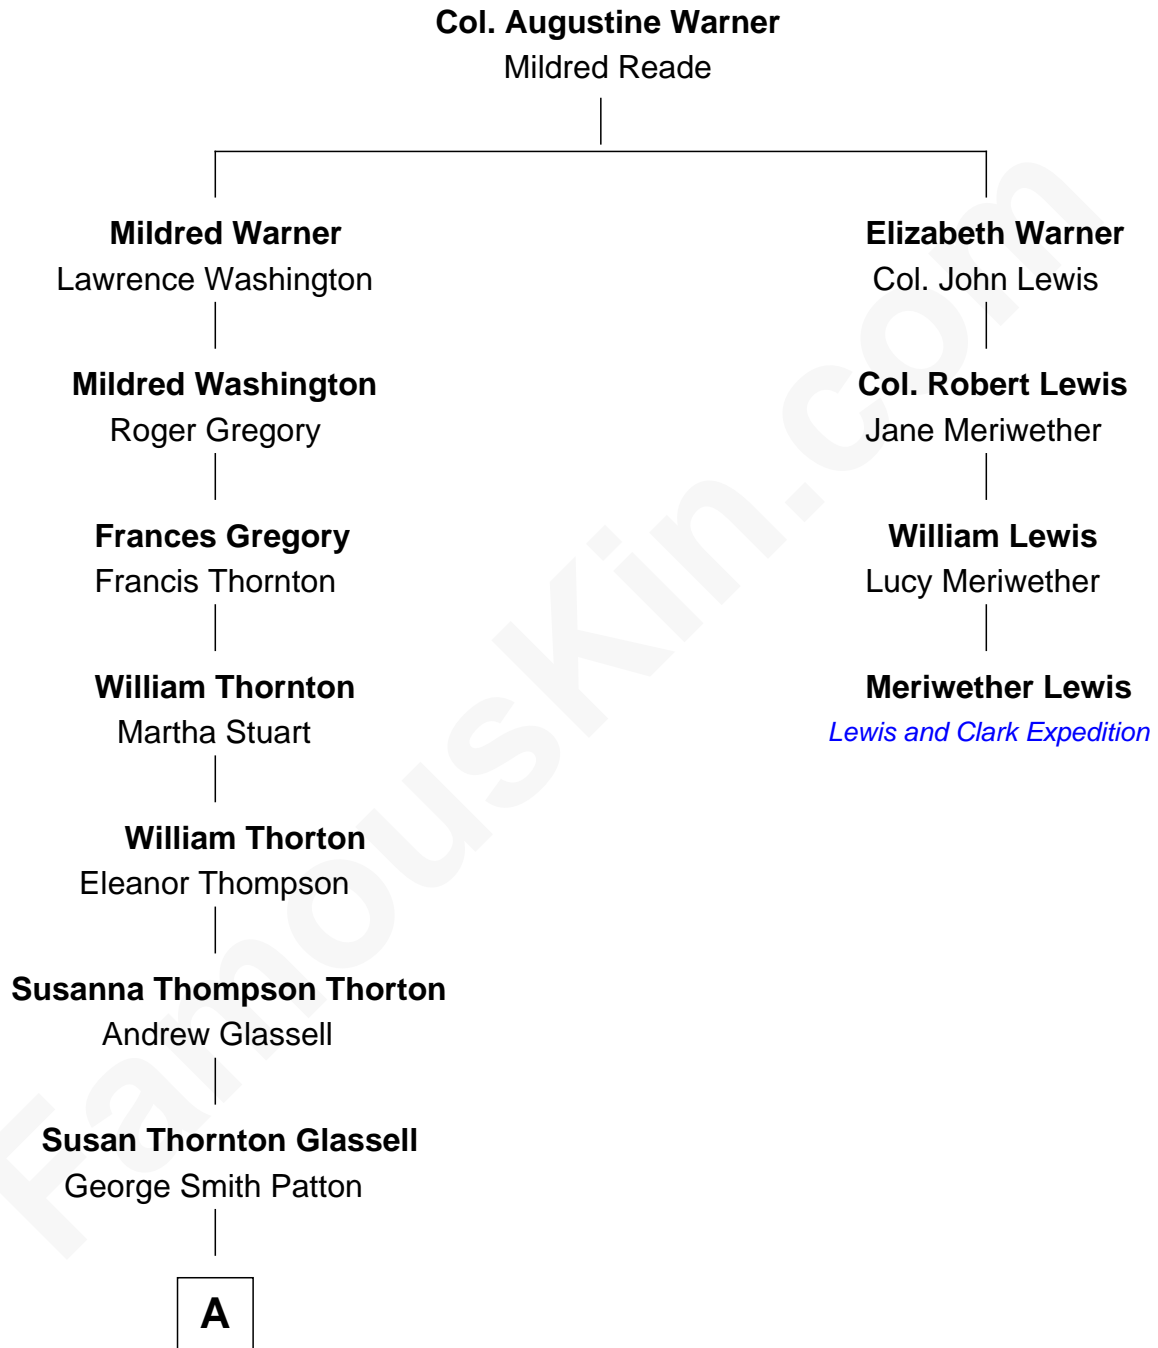 Col. Augustine Warner
Mildred Reade
Mildred Warner
Lawrence Washington
Elizabeth Warner
Col. John Lewis
Mildred Washington
Roger Gregory
Col. Robert Lewis
Jane Meriwether
Frances Gregory
Francis Thornton
William Lewis
Lucy Meriwether
William Thornton
Martha Stuart
Meriwether Lewis
Lewis and Clark Expedition
William Thorton
Eleanor Thompson
Susanna Thompson Thorton
Andrew Glassell
Susan Thornton Glassell
George Smith Patton
A
FamousKin.com